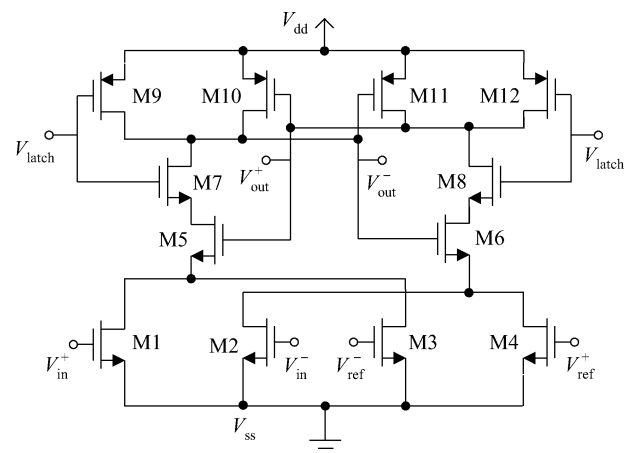 V_dd
M9 M10 M11 M12
V_latch V_latch
M7 V_out^+ V_out^- M8
M5 M6
M1 M2 M3 M4
V_in^+ V_in^- V_ref^- V_ref^+
V_ss